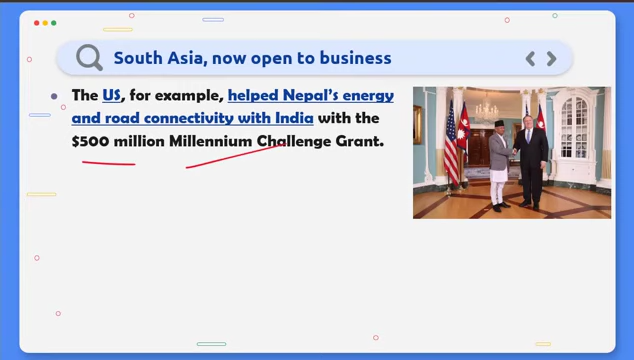 South Asia, now open to business
The US, for example, helped Nepal's energy
and road connectivity with India with the
$500 million Millennium Challenge Grant.